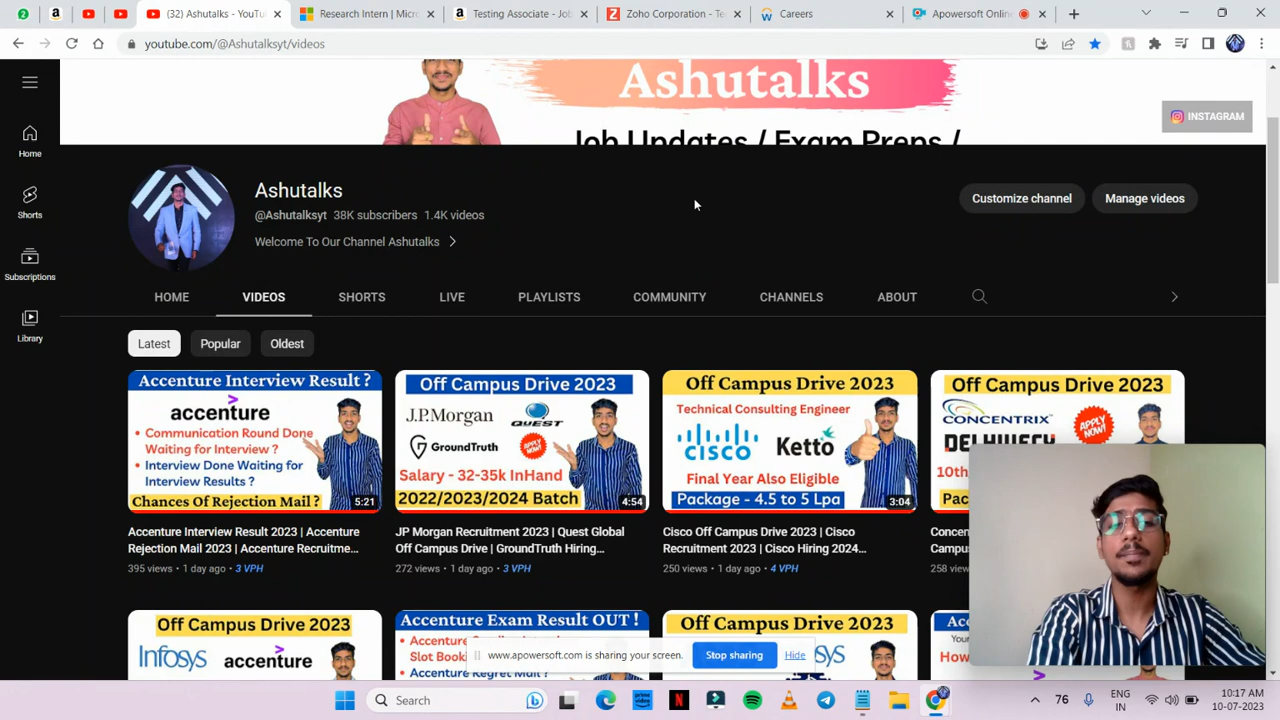 (32) Ashutalks - YouTu
Research Intern | Micr
Testing Associate - Job
Zoho Corporation - Te
Careers
Apowersoft Onlin
youtube.com/@Ashutalksyt/videos
Ashutalks
Job Updates / Exam Preps /
INSTAGRAM
Home
Shorts
Subscriptions
Library
Ashutalks
@Ashutalksyt 38K subscribers 1.4K videos
Welcome To Our Channel Ashutalks
Customize channel
Manage videos
HOME VIDEOS SHORTS LIVE PLAYLISTS COMMUNITY CHANNELS ABOUT
Latest Popular Oldest
Accenture Interview Result ?
accenture
• Communication Round Done
Waiting for Interview ?
• Interview Done Waiting for
Interview Results ?
Chances Of Rejection Mail ?
5:21
Accenture Interview Result 2023 | Accenture
Rejection Mail 2023 | Accenture Recruitme...
395 views • 1 day ago • 3 VPH
Off Campus Drive 2023
J.P.Morgan
QUEST
GroundTruth
APPLY NOW!
Salary - 32-35k InHand
2022/2023/2024 Batch
4:54
JP Morgan Recruitment 2023 | Quest Global
Off Campus Drive | GroundTruth Hiring...
272 views • 1 day ago • 3 VPH
Off Campus Drive 2023
Technical Consulting Engineer
CISCO
Ketto
Final Year Also Eligible
Package - 4.5 to 5 Lpa
3:04
Cisco Off Campus Drive 2023 | Cisco
Recruitment 2023 | Cisco Hiring 2024...
250 views • 1 day ago • 4 VPH
Off Campus Drive 2023
CONCENTRIX
APPLY NOW!
10th,
Pac
Concen
Campus
258 view
Off Campus Drive 2023
Infosys
accenture
Accenture Exam Result OUT !
Slot Book
Accenture Regret Mail ?
Off Campus Drive 2023
SYS
Acc
You
How
www.apowersoft.com is sharing your screen.
Stop sharing
Hide
Search
76
ENG
IN
10:17 AM
10-07-2023